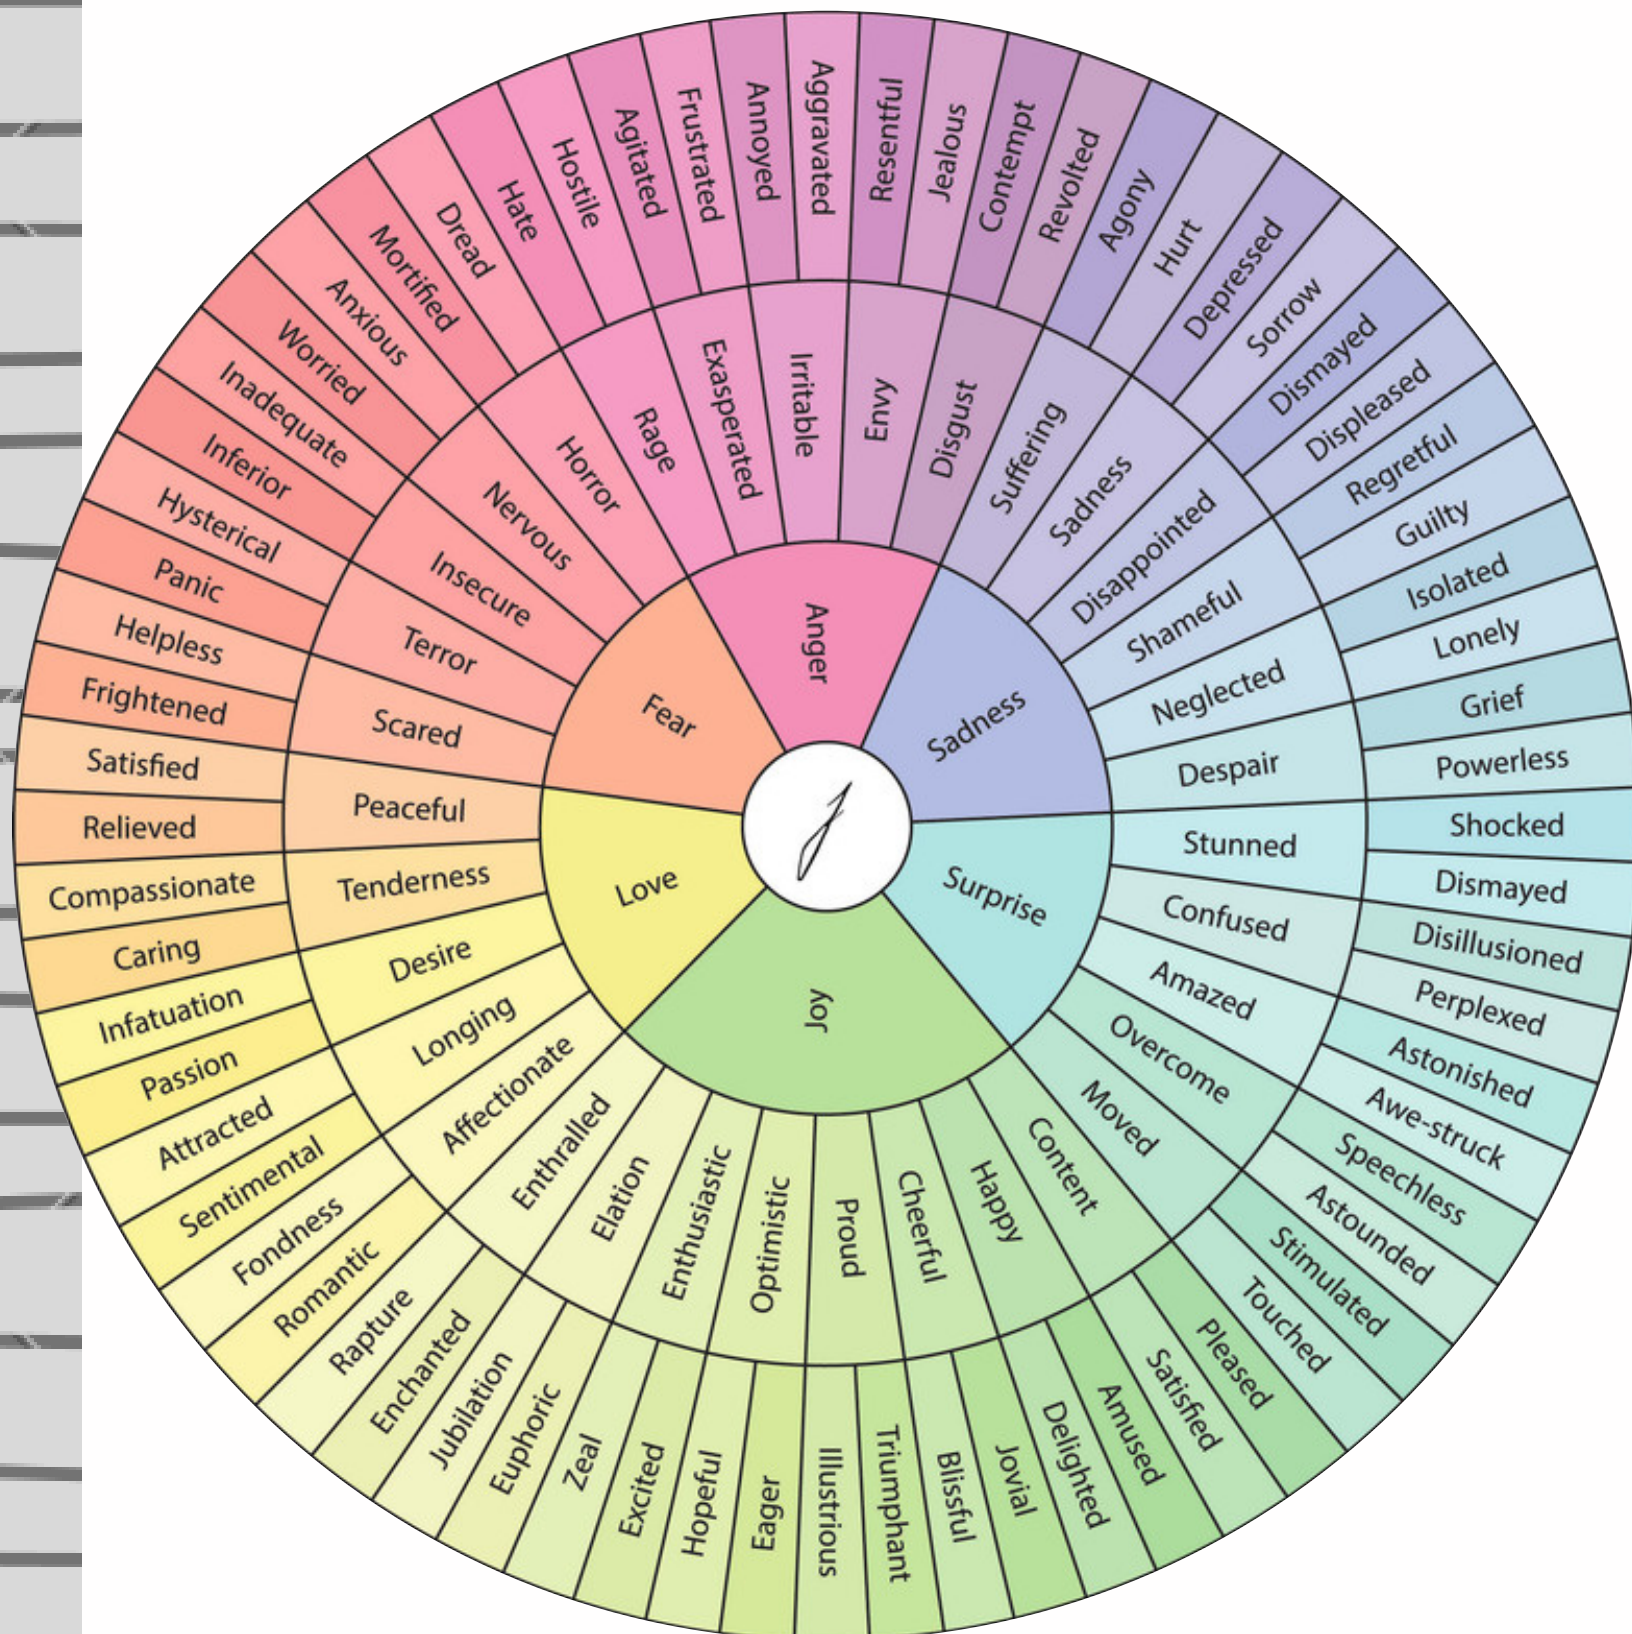 Anger
Sadness
Surprise
Joy
Love
Fear
Rage
Exasperated
Irritable
Envy
Disgust
Suffering
Sadness
Disappointed
Shameful
Neglected
Despair
Stunned
Confused
Amazed
Overcome
Moved
Content
Happy
Cheerful
Proud
Optimistic
Enthusiastic
Elation
Enthralled
Affectionate
Longing
Desire
Tenderness
Peaceful
Scared
Terror
Insecure
Nervous
Horror
Hate
Hostile
Agitated
Frustrated
Annoyed
Aggravated
Resentful
Jealous
Contempt
Revolted
Agony
Hurt
Depressed
Sorrow
Dismayed
Displeased
Regretful
Guilty
Isolated
Lonely
Grief
Powerless
Shocked
Dismayed
Disillusioned
Perplexed
Astonished
Awe-struck
Speechless
Astounded
Stimulated
Touched
Pleased
Satisfied
Amused
Delighted
Jovial
Blissful
Triumphant
Illustrious
Eager
Hopeful
Excited
Zeal
Euphoric
Jubilation
Enchanted
Rapture
Romantic
Fondness
Sentimental
Attracted
Passion
Infatuation
Caring
Compassionate
Relieved
Satisfied
Frightened
Helpless
Panic
Hysterical
Inferior
Inadequate
Worried
Anxious
Mortified
Dread